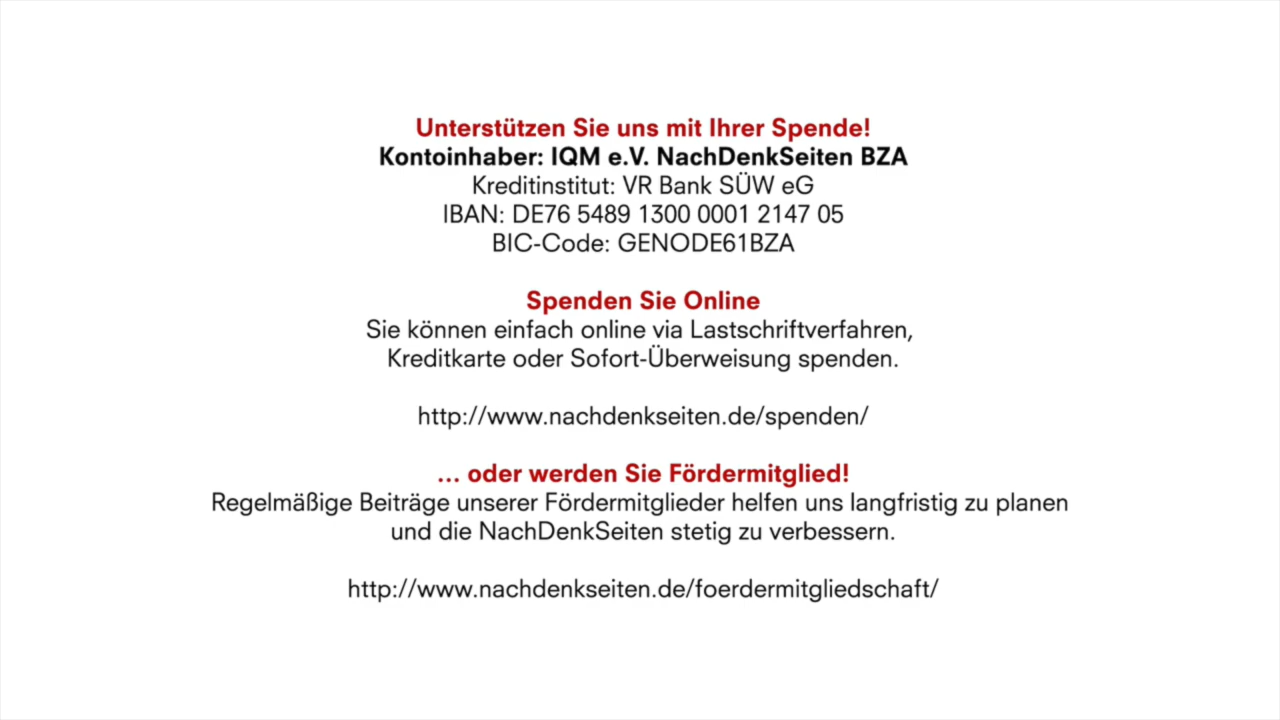 Unterstützen Sie uns mit Ihrer Spende!
Kontoinhaber: IQM e.V. NachDenkSeiten BZA
Kreditinstitut: VR Bank SÜW eG
IBAN: DE76 5489 1300 0001 2147 05
BIC-Code: GENODE61BZA
Spenden Sie Online
Sie können einfach online via Lastschriftverfahren,
Kreditkarte oder Sofort-Überweisung spenden.
http://www.nachdenkseiten.de/spenden/
... oder werden Sie Fördermitglied!
Regelmäßige Beiträge unserer Fördermitglieder helfen uns langfristig zu planen
und die NachDenkSeiten stetig zu verbessern.
http://www.nachdenkseiten.de/foerdermitgliedschaft/